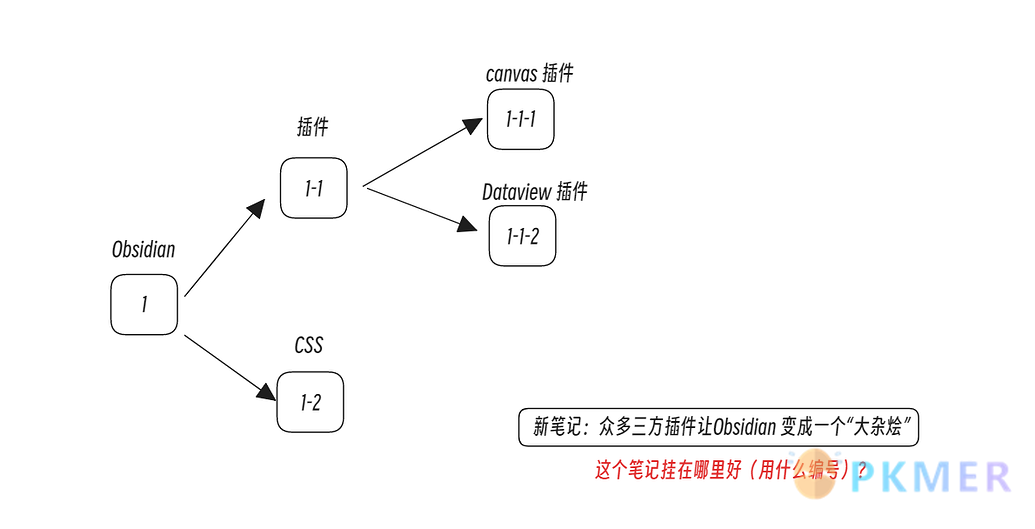 canvas 插件
1-1-1
插件
1-1
Dataview 插件
1-1-2
Obsidian
1
CSS
1-2
新笔记：众多三方插件让Obsidian 变成一个“大杂烩”
这个笔记挂在哪里好（用什么编号）？
PKMER